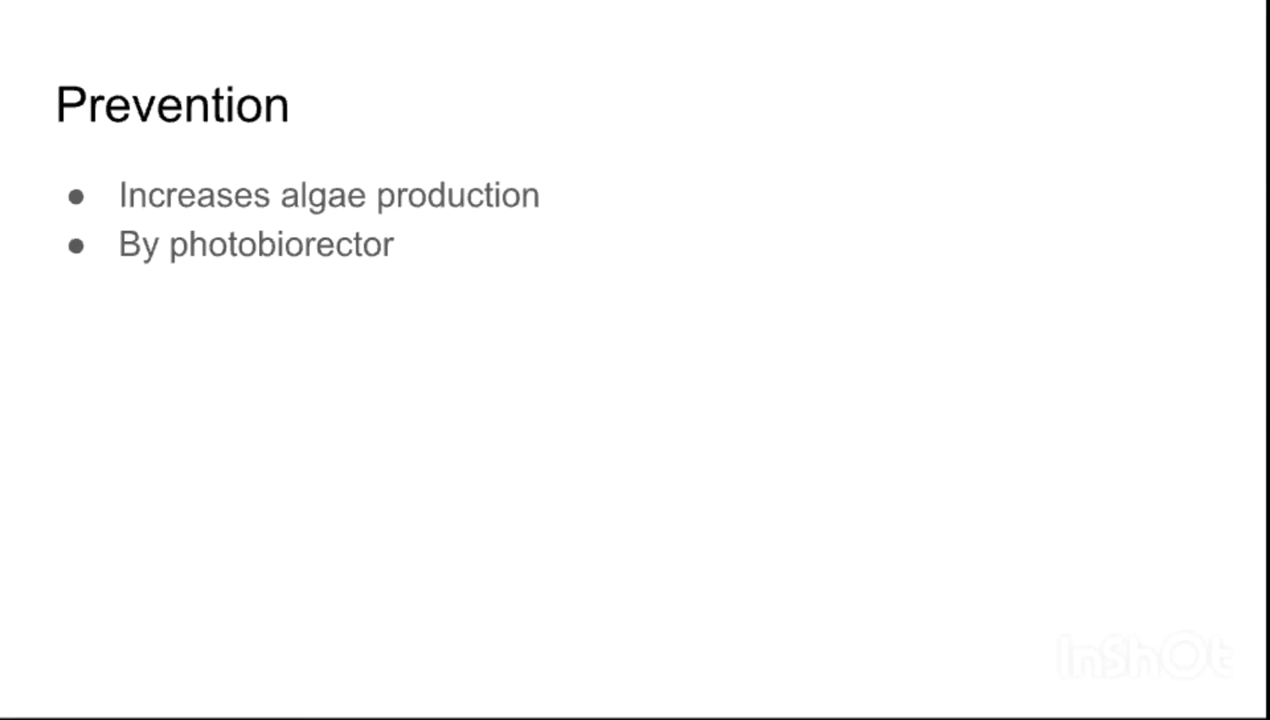 Prevention
● Increases algae production
● By photobiorector
InShOt